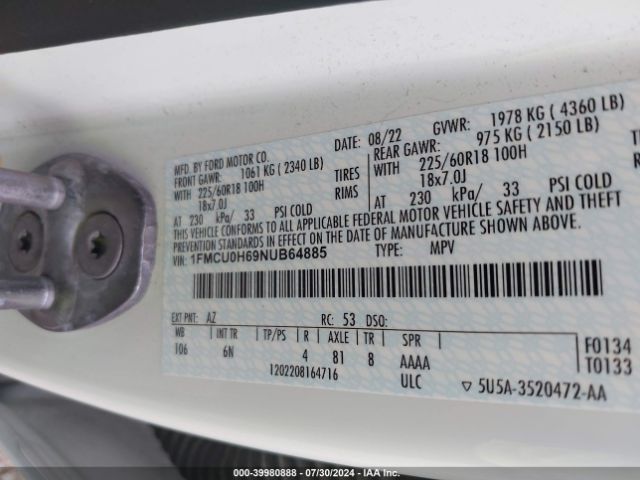 MFD. BY FORD MOTOR CO.
DATE: 08/22 GVWR: 1978 KG ( 4360 LB)
FRONT GAWR: 1061 KG ( 2340 LB) REAR GAWR: 975 KG ( 2150 LB)
WITH 225/60R18 100H TIRES WITH 225/60R18 100H
18x7.0J RIMS 18x7.0J
AT 230 kPa/ 33 PSI COLD AT 230 kPa/ 33 PSI COLD
THIS VEHICLE CONFORMS TO ALL APPLICABLE FEDERAL MOTOR VEHICLE SAFETY AND THEFT
PREVENTION STANDARDS IN EFFECT ON THE DATE OF MANUFACTURE SHOWN ABOVE.
VIN: 1FMCU0H69NUB64885 TYPE: MPV
EXT PNT: AZ RC: 53 DSO:
WB INT TR TP/PS R AXLE TR SPR
106 6N 4 81 8 AAAA
F0134
T0133
1202208164716 ULC ▽ 5U5A-3520472-AA
000-39980888 - 07/30/2024 - IAA Inc.